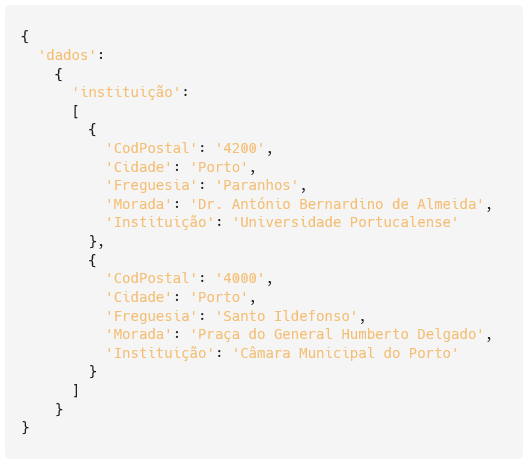 {
  'dados':
    {
      'instituição':
      [
        {
          'CodPostal': '4200',
          'Cidade': 'Porto',
          'Freguesia': 'Paranhos',
          'Morada': 'Dr. António Bernardino de Almeida',
          'Instituição': 'Universidade Portucalense'
        },
        {
          'CodPostal': '4000',
          'Cidade': 'Porto',
          'Freguesia': 'Santo Ildefonso',
          'Morada': 'Praça do General Humberto Delgado',
          'Instituição': 'Câmara Municipal do Porto'
        }
      ]
    }
}